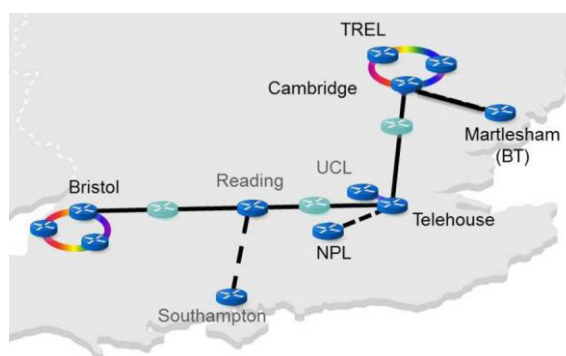 TREL
Cambridge
Martlesham
(BT)
UCL
Bristol
Reading
Telehouse
NPL
Southampton